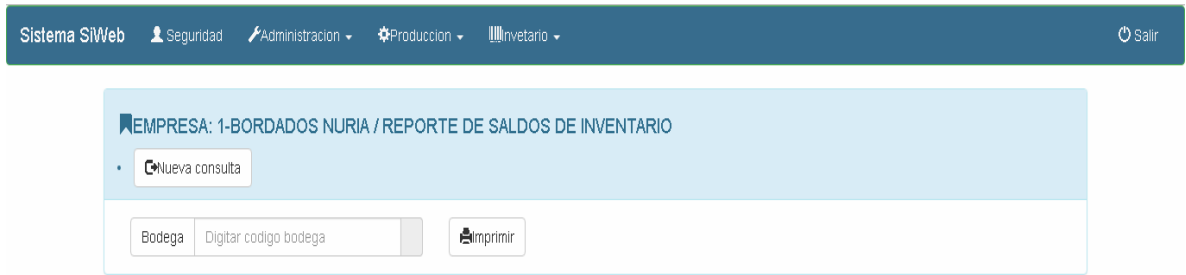 Sistema SiWeb Seguridad Administracion Produccion Invetario Salir
EMPRESA: 1-BORDADOS NURIA / REPORTE DE SALDOS DE INVENTARIO
• Nueva consulta
Bodega Digitar codigo bodega Imprimir